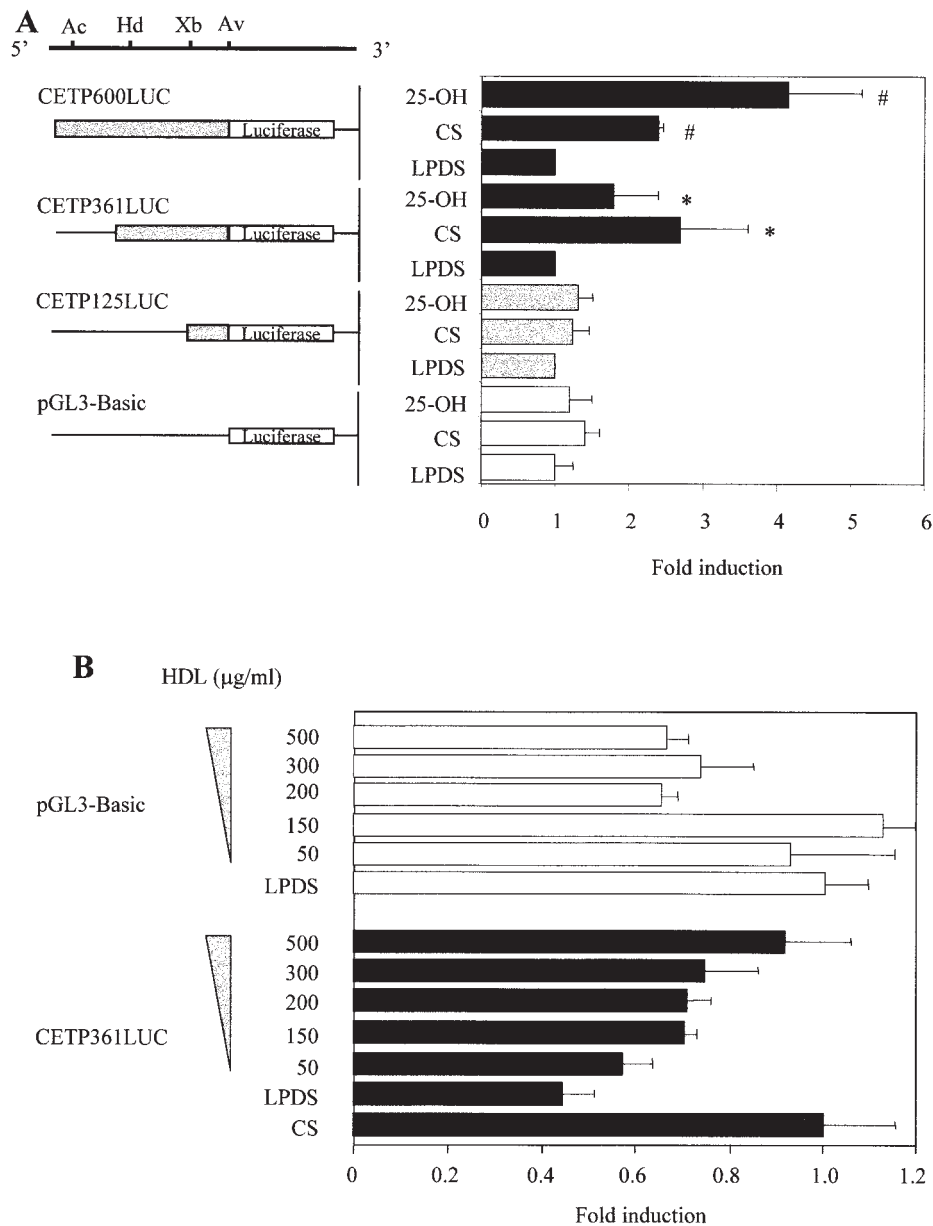 A
Ac Hd Xb Av
5’ 3’
CETP600LUC
Luciferase
25-OH #
CS #
LPDS
CETP361LUC
Luciferase
25-OH *
CS *
LPDS
CETP125LUC
Luciferase
25-OH
CS
LPDS
pGL3-Basic
Luciferase
25-OH
CS
LPDS
0 1 2 3 4 5 6
Fold induction
B
HDL (µg/ml)
pGL3-Basic
500
300
200
150
50
LPDS
CETP361LUC
500
300
200
150
50
LPDS
CS
0 0.2 0.4 0.6 0.8 1.0 1.2
Fold induction